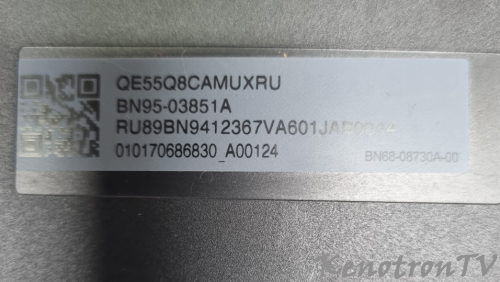 QE55Q8CAMUXRU
BN95-03851A
010170686830_A00124
BN68-08730A-00
KenotronTV